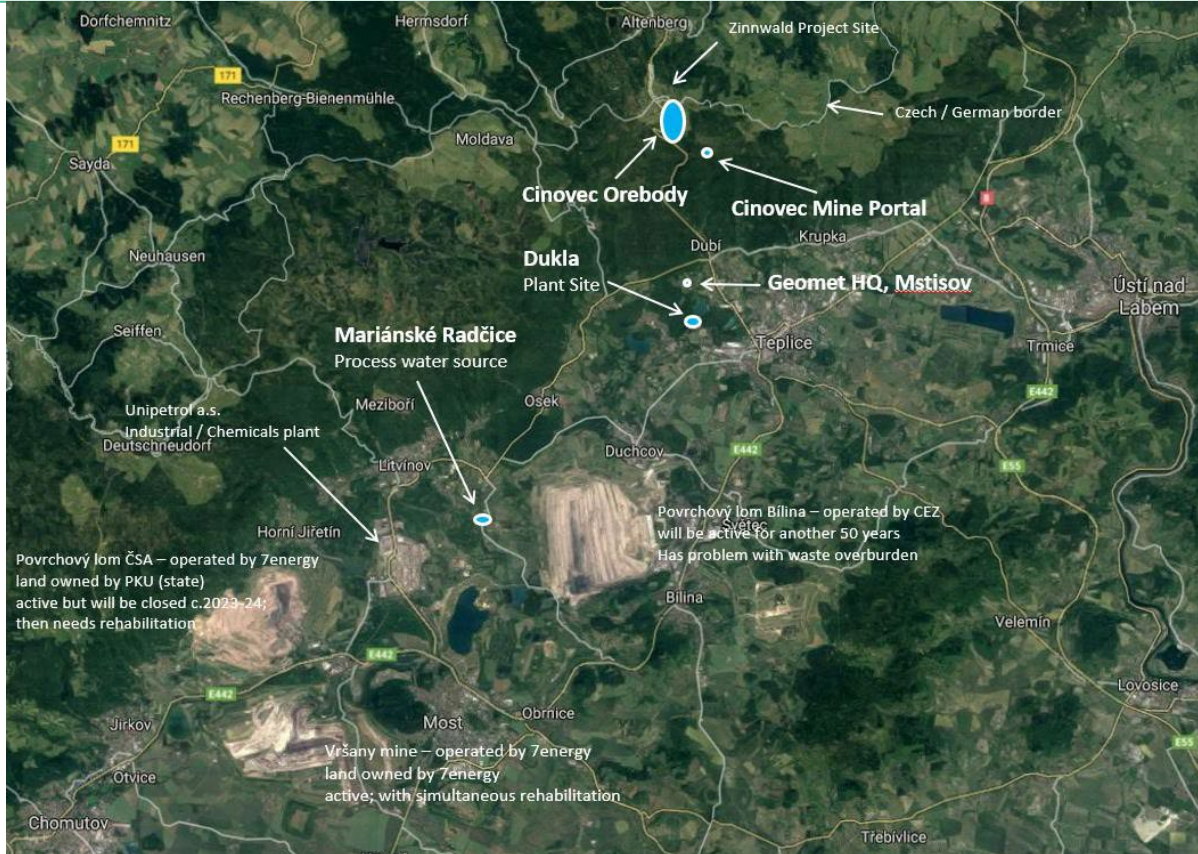 Dorfchemnitz
Hermsdorf
Altenberg
Zinnwald Project Site
171
Rechenberg-Bienenmühle
Czech / German border
171
Moldava
Sayda
Cinovec Orebody
Cinovec Mine Portal
8
Krupka
Dubí
Neuhausen
Dukla
Plant Site
Geomet HQ, Mstisov
Ústí nad
Labem
Seiffen
Mariánské Radčice
Process water source
Teplice
Trmice
E442
Meziboří
Osek
Unipetrol a.s.
Industrial / Chemicals plant
Deutschneudorf
Duchcov
E442
Litvínov
E55
Povrchový lom Bílina – operated by CEZ
will be active for another 50 years
Has problem with waste overburden
Světec
Horní Jiřetín
Povrchový lom ČSA – operated by 7energy
land owned by PKU (state)
active but will be closed c.2023-24;
then needs rehabilitation
Bílina
Velemín
E442
E442
Lovosice
Jirkov
Most
Obrnice
E55
Vršany mine – operated by 7energy
land owned by 7energy
active; with simultaneous rehabilitation
Otvice
Chomutov
Třebívlice